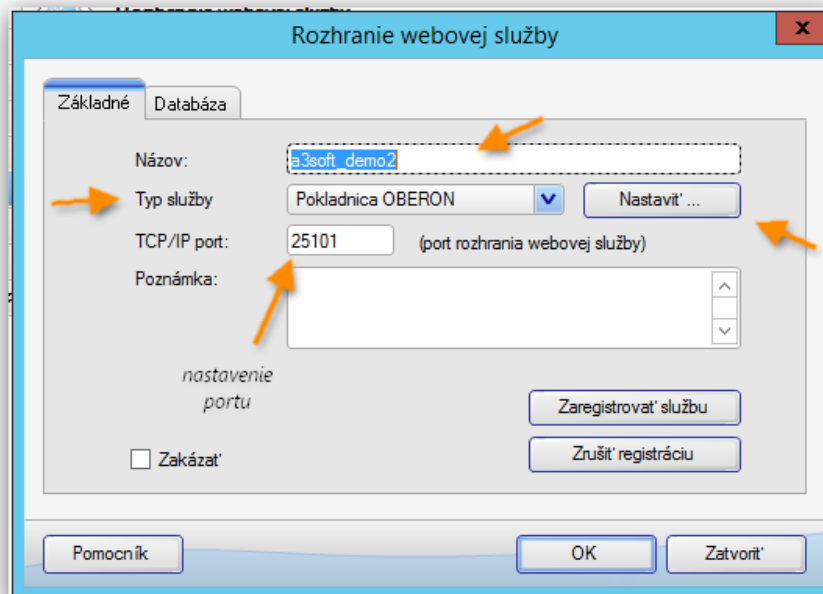 Rozhranie webovej služby
x
Základné Databáza
Názov: a3soft_demo2
Typ služby Pokladnica OBERON Nastaviť ...
TCP/IP port: 25101 (port rozhrania webovej služby)
Poznámka:
nastavenie
portu
Zaregistrovať službu
Zrušiť registráciu
Zakázať
Pomocník OK Zatvoriť